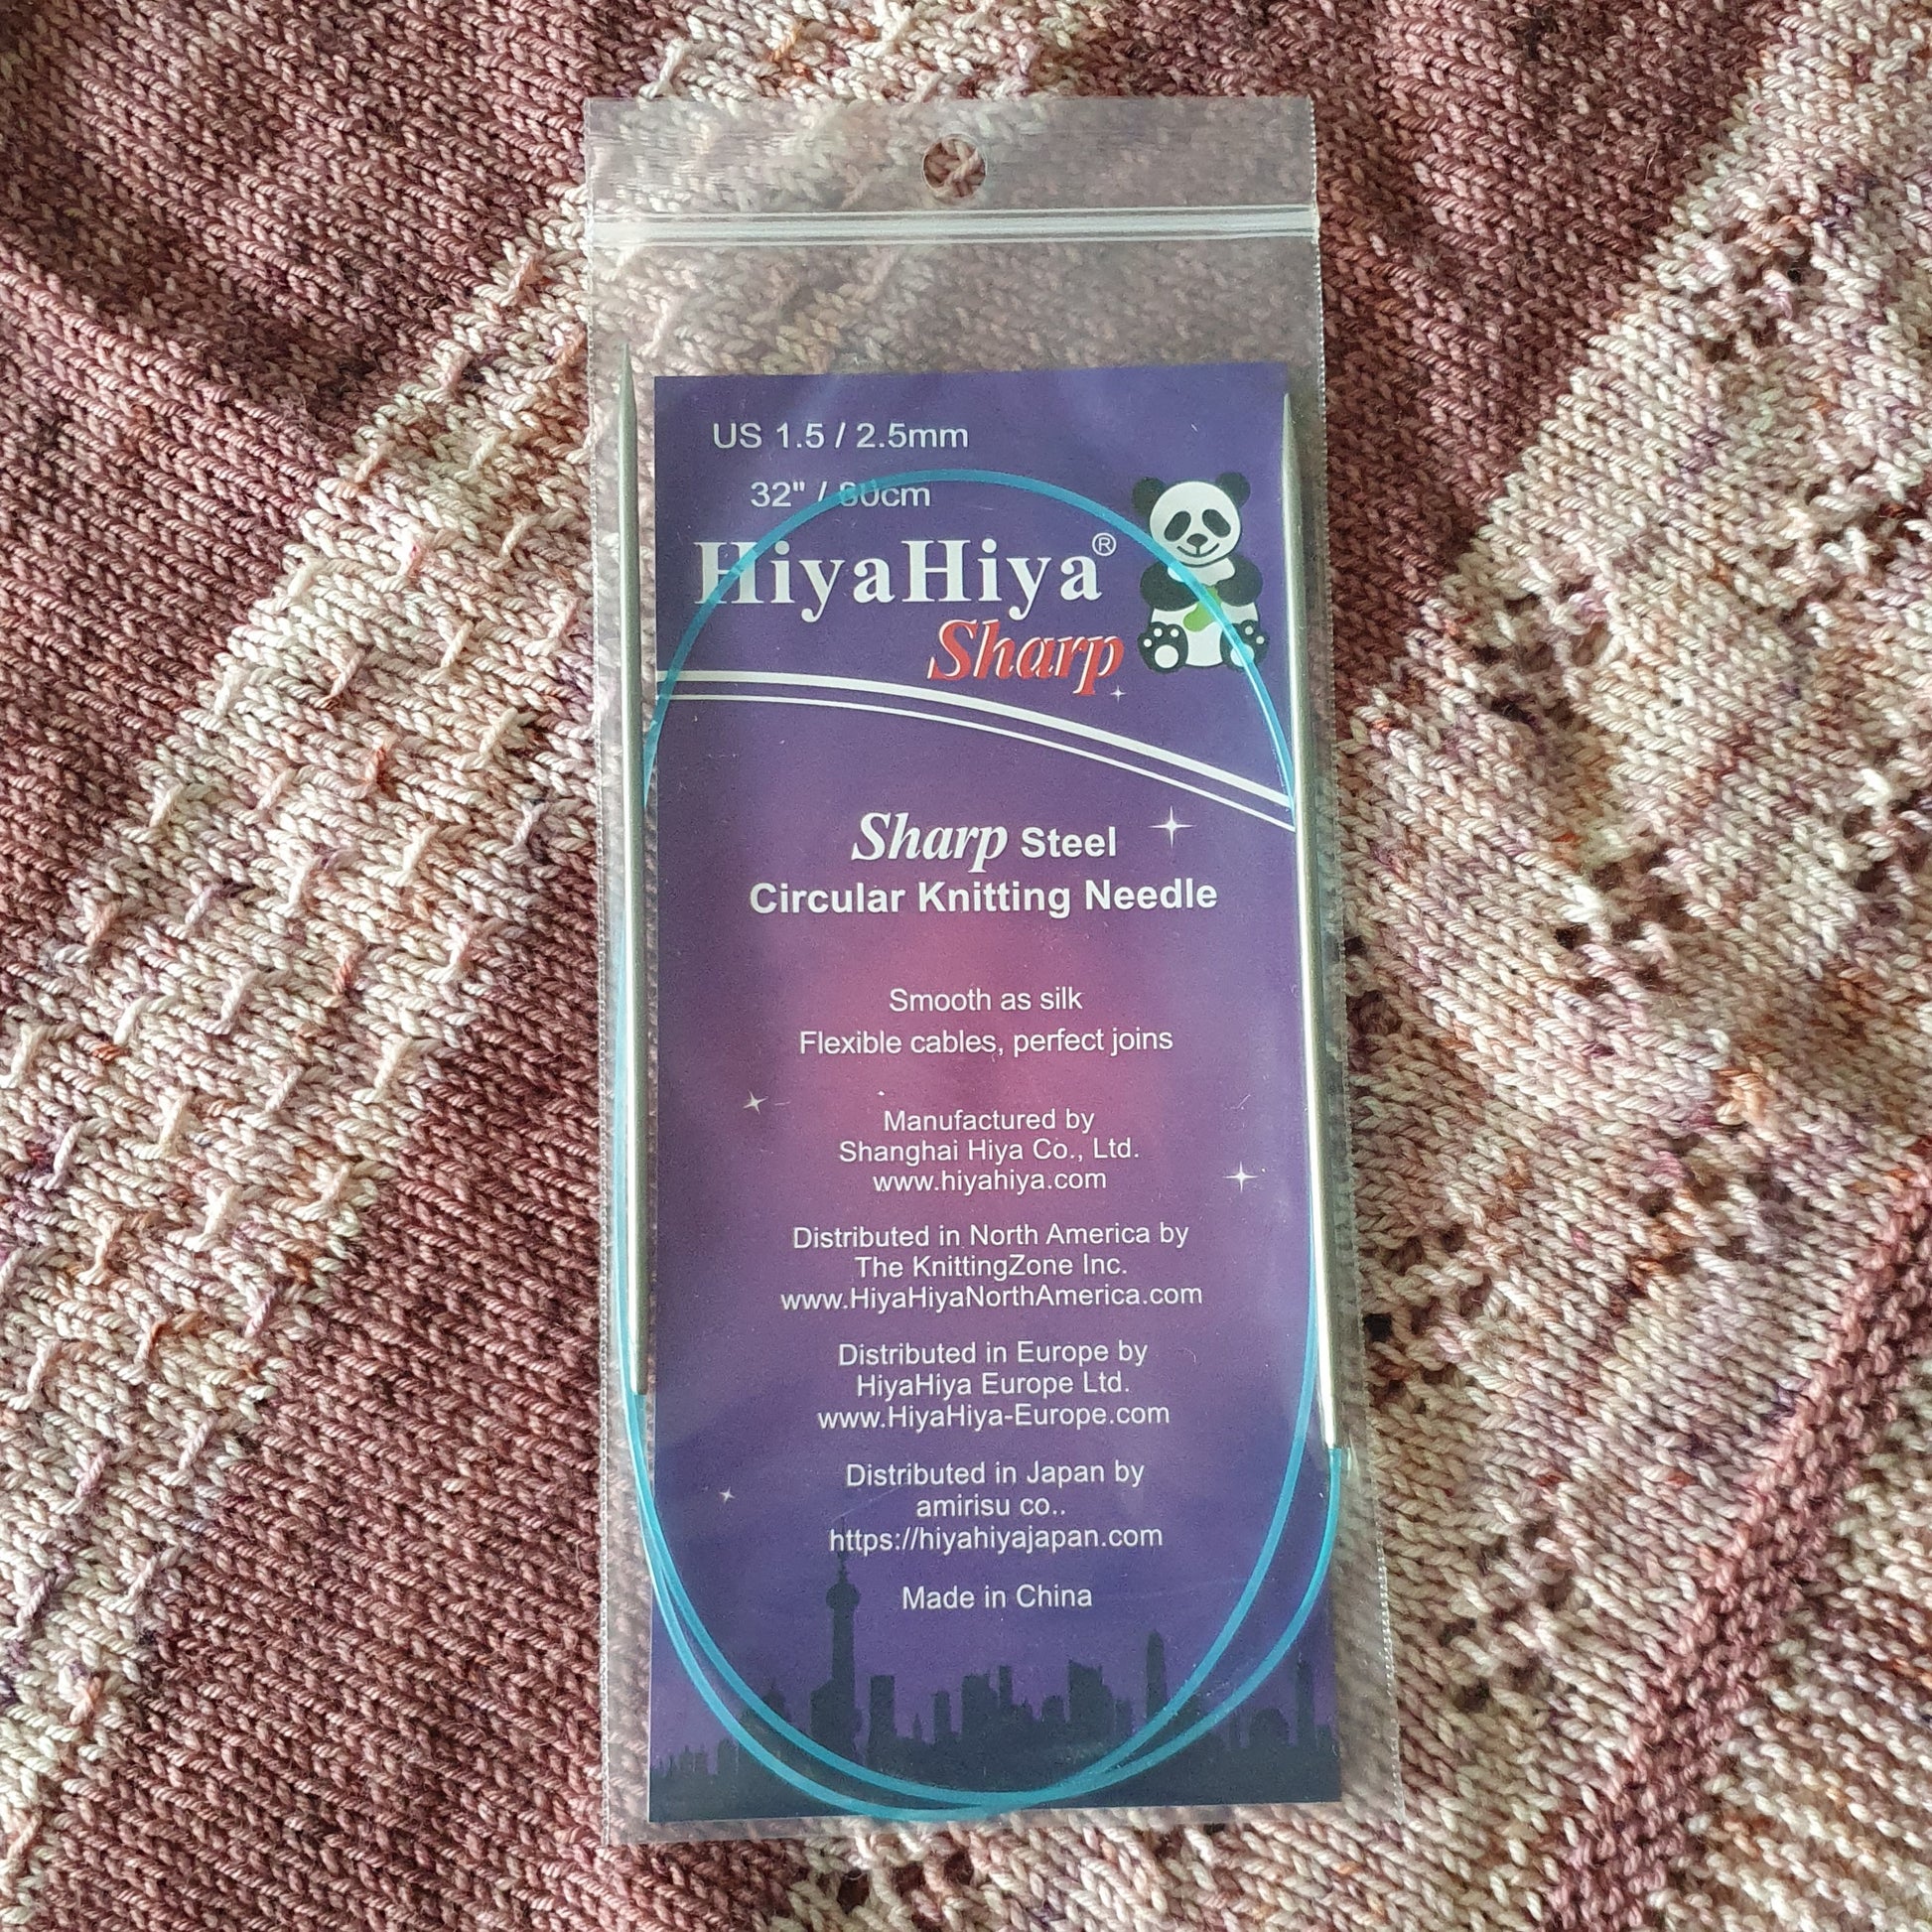 US 1.5 / 2.5mm
32" / 80cm
HiyaHiya®
Sharp
Sharp Steel
Circular Knitting Needle
Smooth as silk
Flexible cables, perfect joins
Manufactured by
Shanghai Hiya Co., Ltd.
www.hiyahiya.com
Distributed in North America by
The KnittingZone Inc.
www.HiyaHiyaNorthAmerica.com
Distributed in Europe by
HiyaHiya Europe Ltd.
www.HiyaHiya-Europe.com
Distributed in Japan by
amirisu co..
https://hiyahiyajapan.com
Made in China